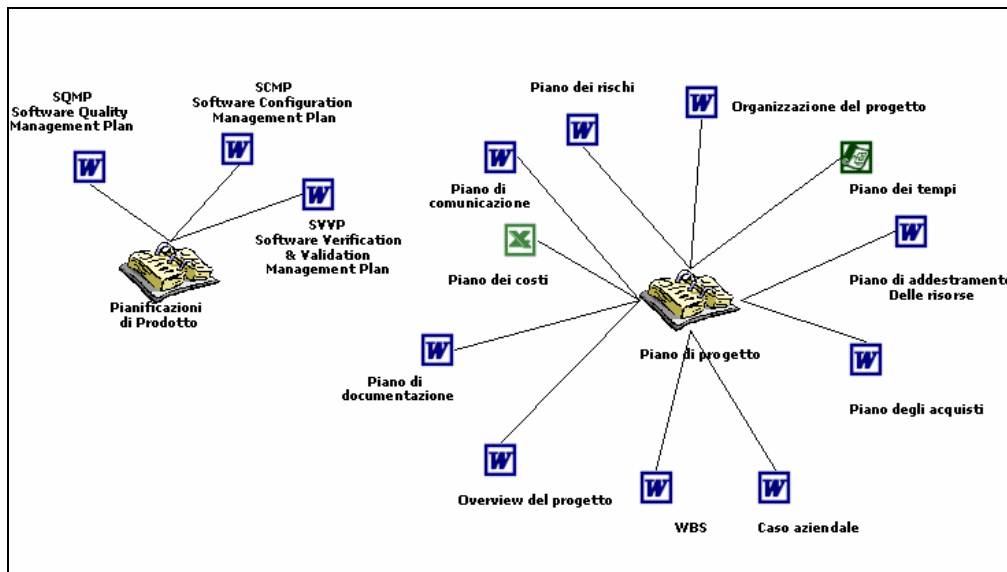 SQMP
Software Quality
Management Plan
SCMP
Software Configuration
Management Plan
SVVP
Software Verification
& Validation
Management Plan
Pianificazioni
di Prodotto
Piano dei rischi
Organizzazione del progetto
Piano di
comunicazione
Piano dei tempi
Piano dei costi
Piano di addestramento
Delle risorse
Piano di progetto
Piano di
documentazione
Piano degli acquisti
Overview del progetto
WBS
Caso aziendale